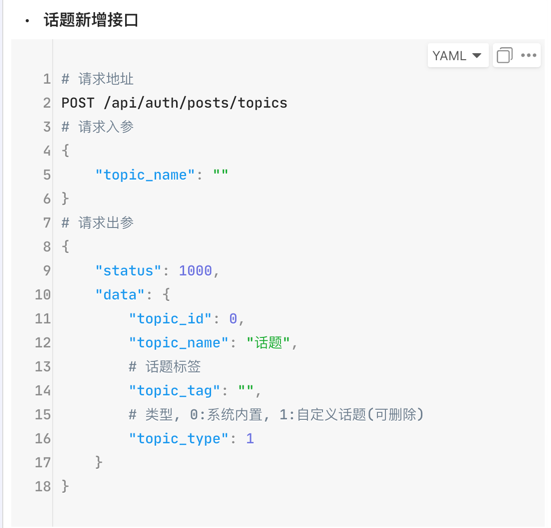 • 话题新增接口
YAML
1 # 请求地址
2 POST /api/auth/posts/topics
3 # 请求入参
4 {
5     "topic_name": ""
6 }
7 # 请求出参
8 {
9     "status": 1000,
10     "data": {
11         "topic_id": 0,
12         "topic_name": "话题",
13         # 话题标签
14         "topic_tag": "",
15         # 类型, 0:系统内置, 1:自定义话题(可删除)
16         "topic_type": 1
17     }
18 }